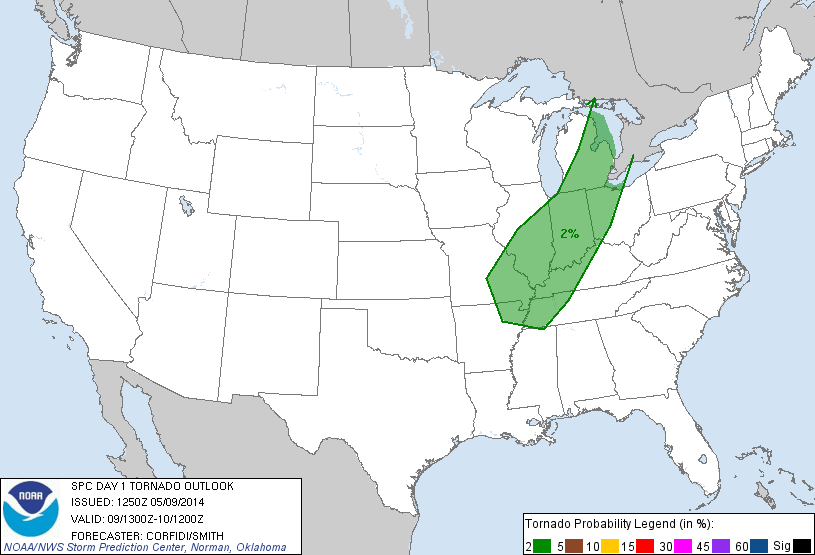 2%
NOAA
SPC DAY 1 TORNADO OUTLOOK
ISSUED: 1250Z 05/09/2014
VALID: 09/1300Z-10/1200Z
FORECASTER: CORFIDI/SMITH
NOAA/NWS Storm Prediction Center, Norman, Oklahoma
Tornado Probability Legend (in %):
2 5 10 15 30 45 60 Sig